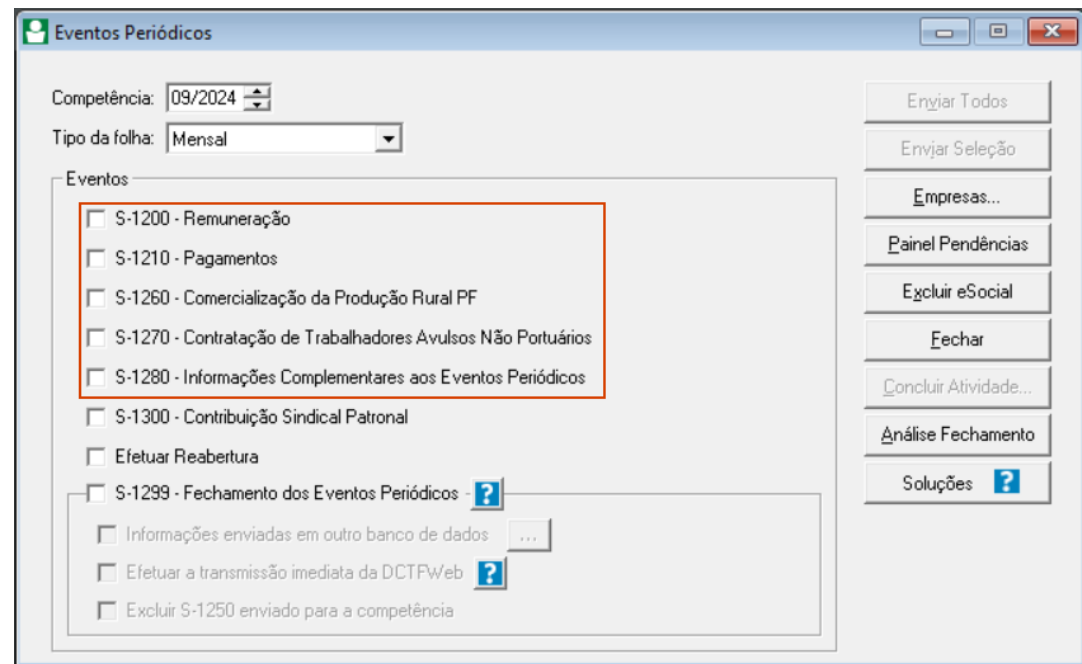 Eventos Periódicos
Competência: 09/2024
Tipo da folha: Mensal
Eventos
S-1200 - Remuneração
S-1210 - Pagamentos
S-1260 - Comercialização da Produção Rural PF
S-1270 - Contratação de Trabalhadores Avulsos Não Portuários
S-1280 - Informações Complementares aos Eventos Periódicos
S-1300 - Contribuição Sindical Patronal
Efetuar Reabertura
S-1299 - Fechamento dos Eventos Periódicos - ?
Informações enviadas em outro banco de dados ...
Efetuar a transmissão imediata da DCTFWeb ?
Excluir S-1250 enviado para a competência
Enviar Todos
Enviar Seleção
Empresas...
Painel Pendências
Excluir eSocial
Fechar
Concluir Atividade...
Análise Fechamento
Soluções ?